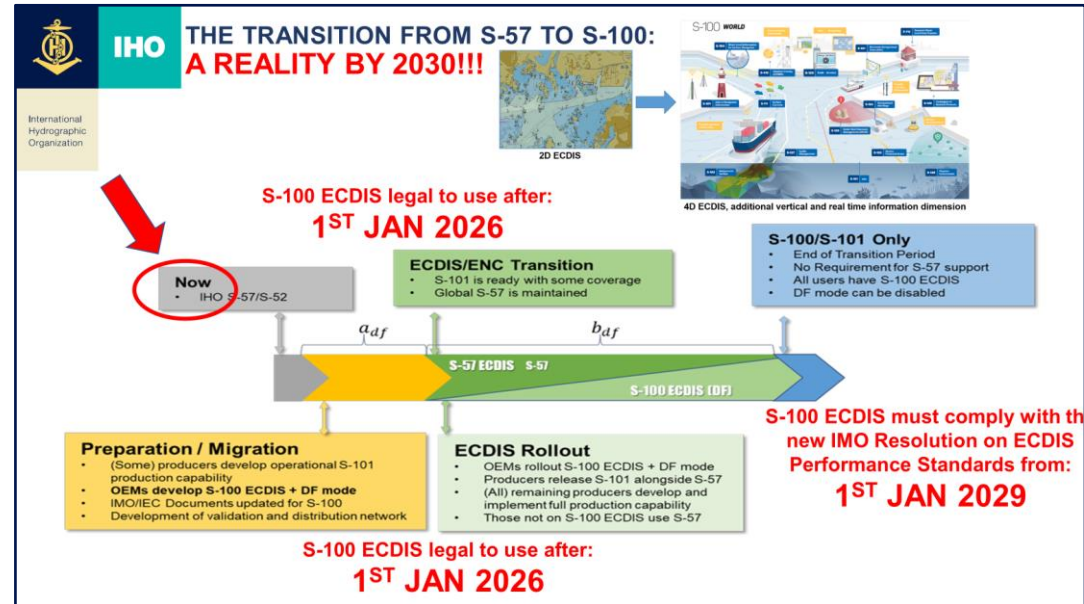 IHO
International
Hydrographic
Organization
THE TRANSITION FROM S-57 TO S-100:
A REALITY BY 2030!!!
2D ECDIS
S-100 WORLD
4D ECDIS, additional vertical and real time information dimension
S-100 ECDIS legal to use after:
1ST JAN 2026
Now
• IHO S-57/S-52
ECDIS/ENC Transition
• S-101 is ready with some coverage
• Global S-57 is maintained
S-100/S-101 Only
• End of Transition Period
• No Requirement for S-57 support
• All users have S-100 ECDIS
• DF mode can be disabled
a_df
b_df
S-57 ECDIS S-57
S-100 ECDIS (DF)
Preparation / Migration
• (Some) producers develop operational S-101
production capability
• OEMs develop S-100 ECDIS + DF mode
• IMO/IEC Documents updated for S-100
• Development of validation and distribution network
ECDIS Rollout
• OEMs rollout S-100 ECDIS + DF mode
• Producers release S-101 alongside S-57
• (All) remaining producers develop and
implement full production capability
• Those not on S-100 ECDIS use S-57
S-100 ECDIS must comply with th
new IMO Resolution on ECDIS
Performance Standards from:
1ST JAN 2029
S-100 ECDIS legal to use after:
1ST JAN 2026